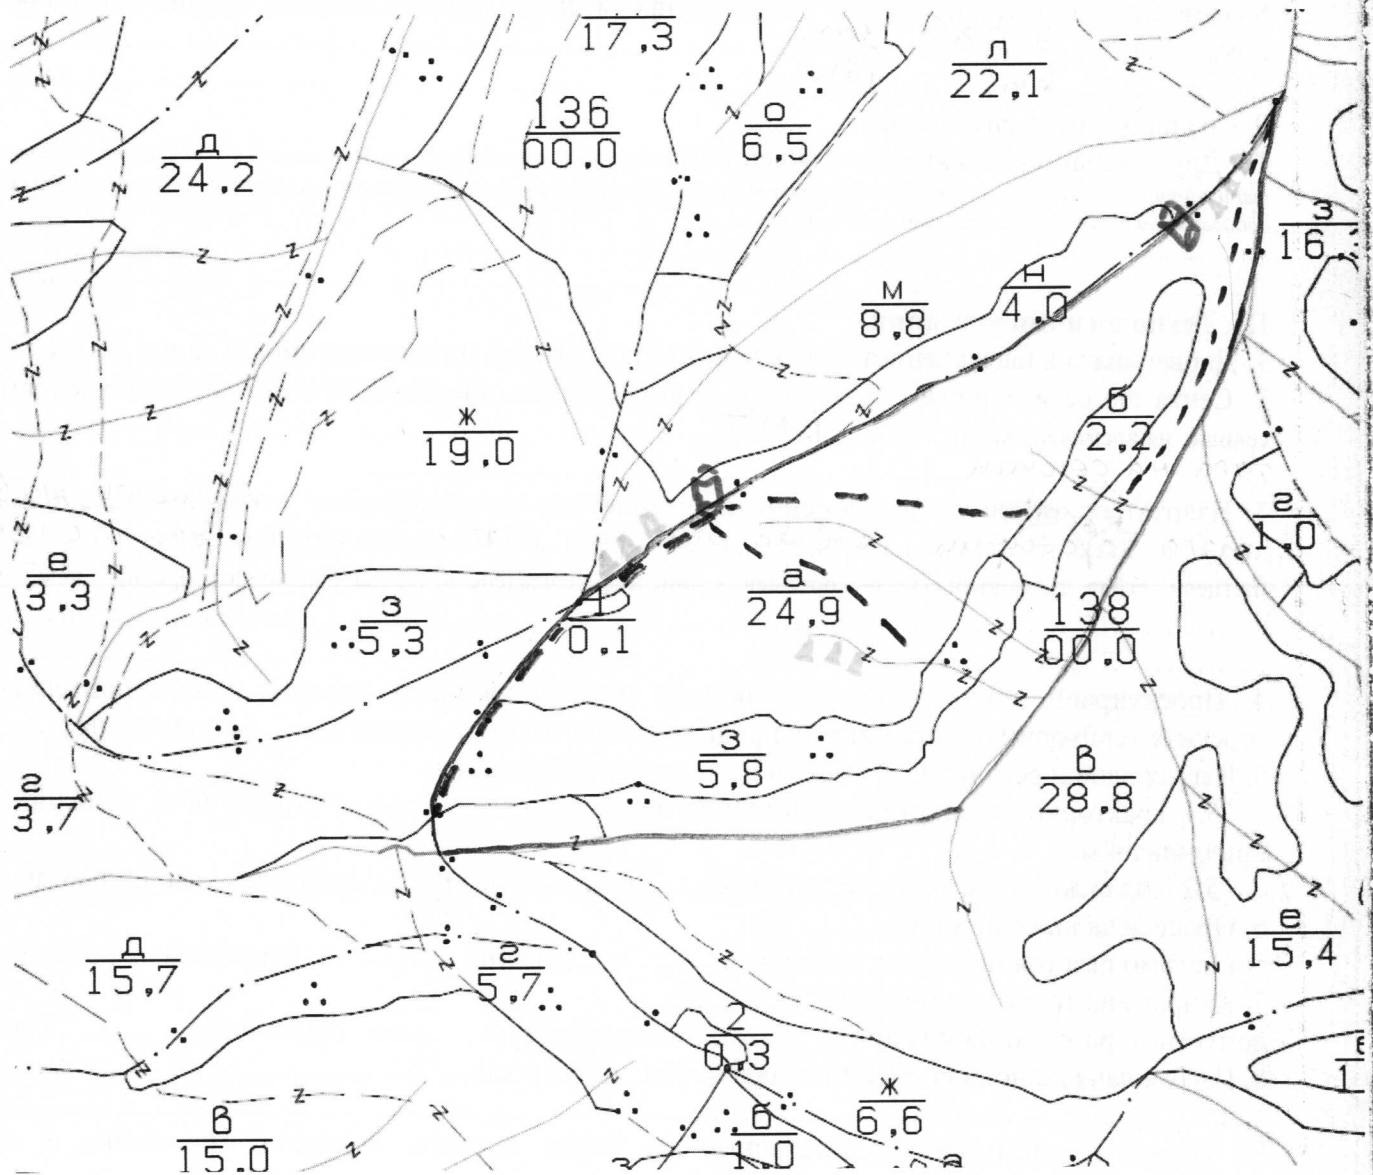 17,3
л
22,1
136
00,0
о
6,5
д
24,2
з
16,
н
4,0
м
8,8
б
2,2
ж
19,0
г
1,0
е
3,3
а
24,9
з
5,3
1
0,1
138
00,0
з
5,8
в
28,8
г
3,7
е
15,4
д
15,7
г
5,7
2
0,3
ж
6,6
б
1,0
в
15,0